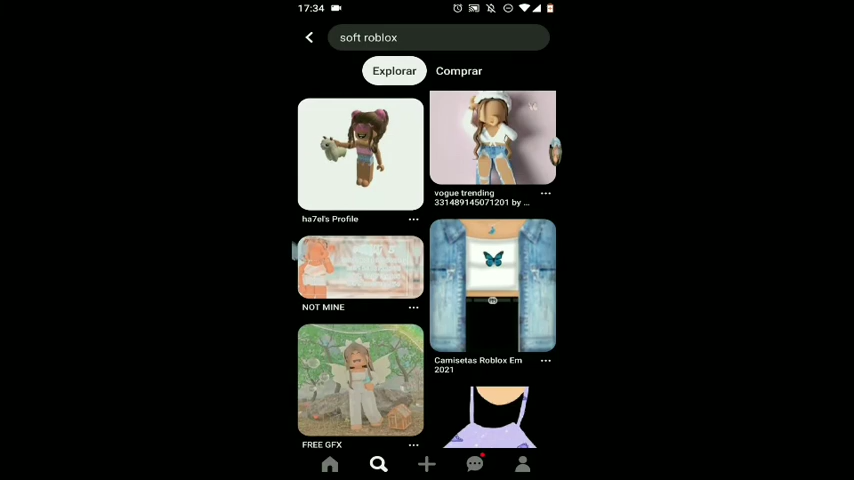 17:34
soft roblox
Explorar
Comprar
ha7el's Profile
vogue trending
331489145071201 by ...
NOT MINE
Camisetas Roblox Em
2021
FREE GFX